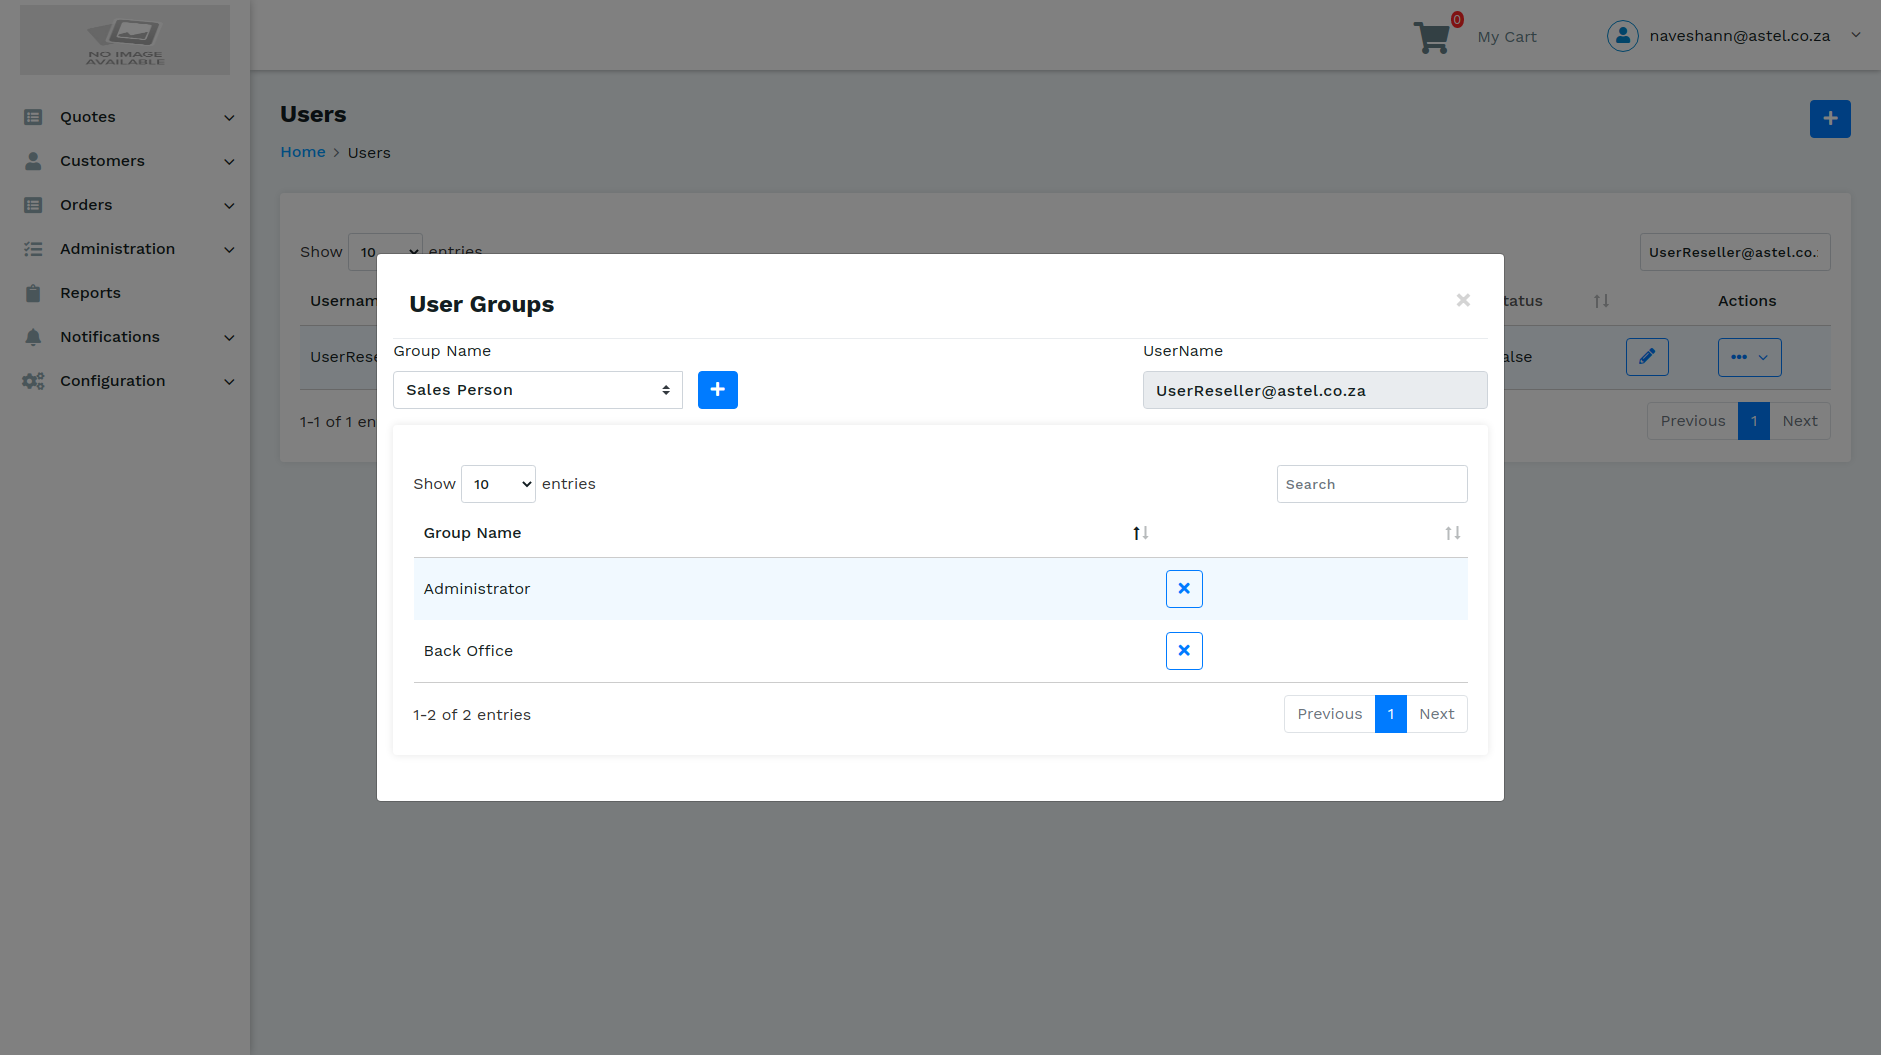 NO IMAGE
AVAILABLE
0
My Cart
naveshann@astel.co.za
Quotes
Customers
Orders
Administration
Reports
Notifications
Configuration
Users
Home > Users
Show 10 entries
UserReseller@astel.co.
Usernam
tatus
Actions
UserRese
alse
1-1 of 1 en
Previous 1 Next
User Groups
Group Name
UserName
Sales Person
UserReseller@astel.co.za
Show 10 entries
Search
Group Name
Administrator
Back Office
1-2 of 2 entries
Previous 1 Next